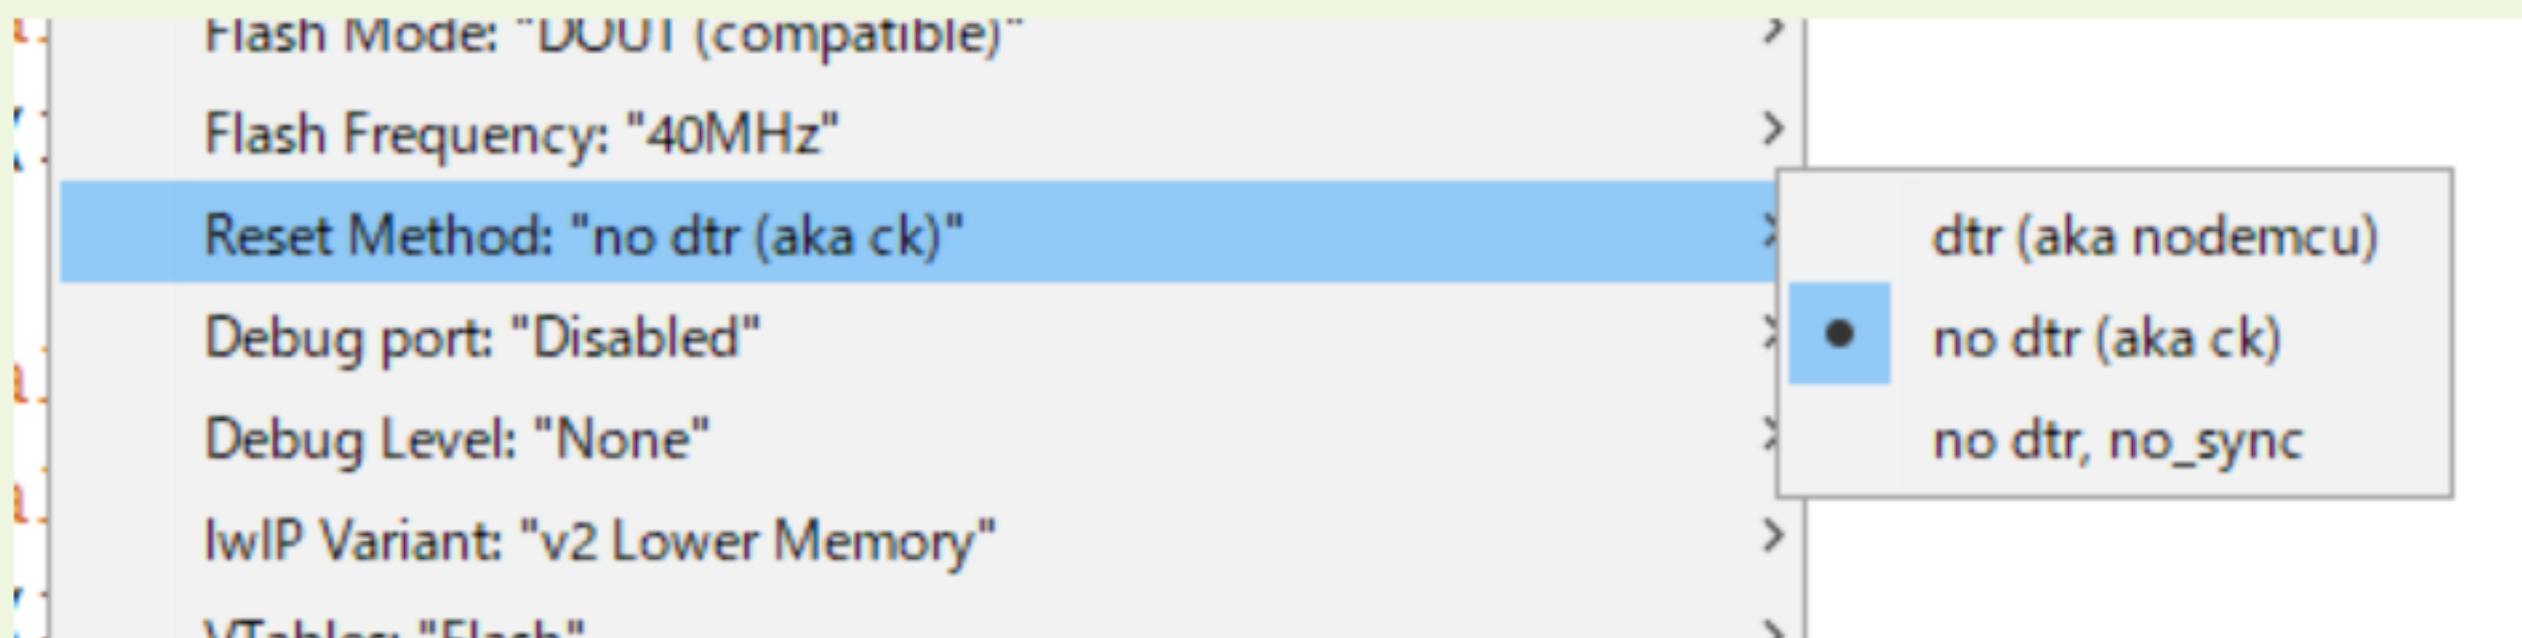 Flash Mode: "DOUT (compatible)"
Flash Frequency: "40MHz"
Reset Method: "no dtr (aka ck)"
Debug port: "Disabled"
Debug Level: "None"
lwIP Variant: "v2 Lower Memory"
VTables: "Flash"
dtr (aka nodemcu)
no dtr (aka ck)
no dtr, no_sync